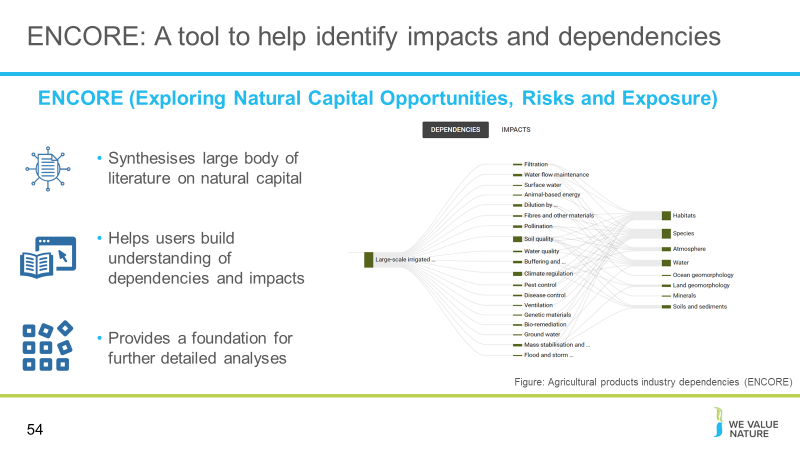 ENCORE: A tool to help identify impacts and dependencies
ENCORE (Exploring Natural Capital Opportunities, Risks and Exposure)
• Synthesises large body of
literature on natural capital
• Helps users build
understanding of
dependencies and impacts
• Provides a foundation for
further detailed analyses
DEPENDENCIES IMPACTS
Large-scale irrigated ...
Filtration
Water flow maintenance
Surface water
Animal-based energy
Dilution by ...
Fibres and other materials
Pollination
Soil quality
Water quality
Buffering and ...
Climate regulation
Pest control
Disease control
Ventilation
Genetic materials
Bio-remediation
Ground water
Mass stabilisation and ...
Flood and storm ...
Habitats
Species
Atmosphere
Water
Ocean geomorphology
Land geomorphology
Minerals
Soils and sediments
Figure: Agricultural products industry dependencies (ENCORE)
54
WE VALUE
NATURE